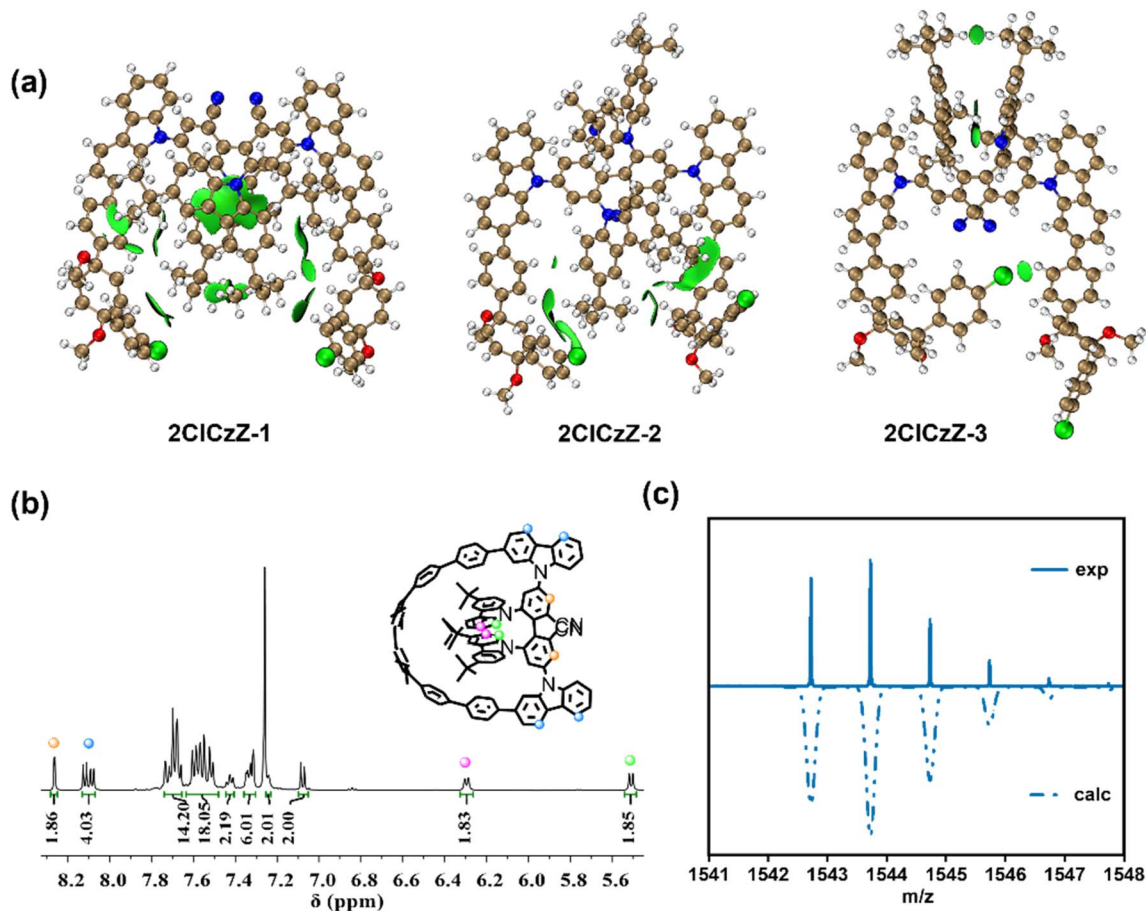 (a)
2ClCzZ-1
2ClCzZ-2
2ClCzZ-3
(b)
N
N
CN
N
N
1.86
4.03
14.20
18.05
2.19
6.01
2.01
2.00
1.83
1.85
8.2 8.0 7.8 7.6 7.4 7.2 7.0 6.8 6.6 6.4 6.2 6.0 5.8 5.6
δ (ppm)
(c)
exp
calc
1541 1542 1543 1544 1545 1546 1547 1548
m/z